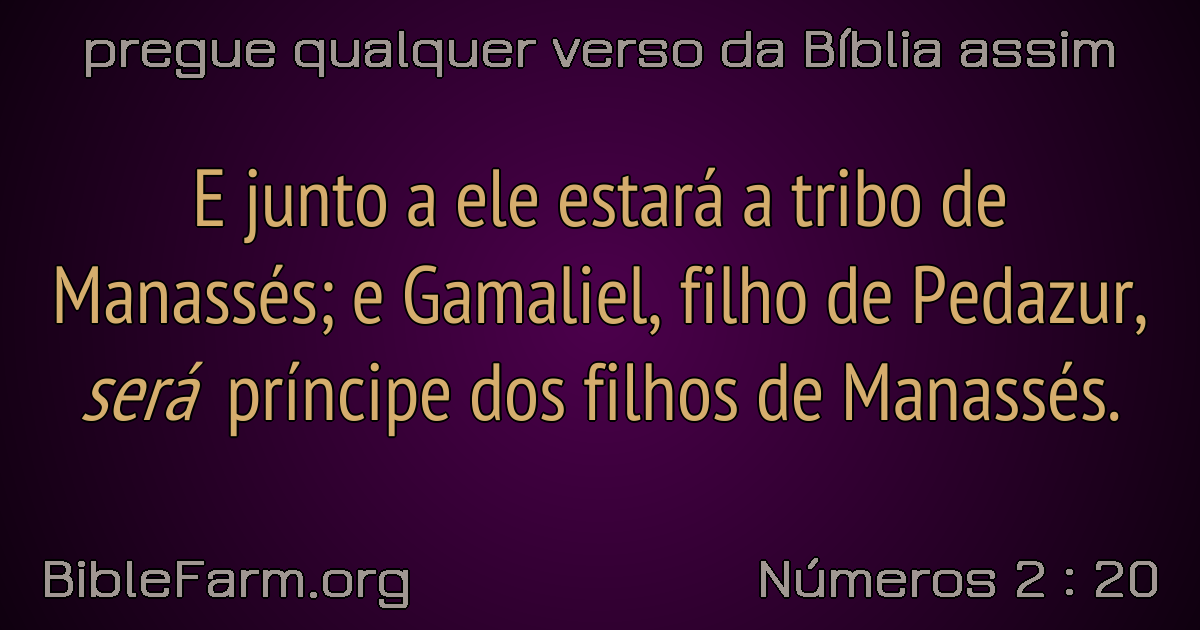 pregue qualquer verso da Bíblia assim
E junto a ele estará a tribo de
Manassés; e Gamaliel, filho de Pedazur,
será príncipe dos filhos de Manassés.
BibleFarm.org
Números 2 : 20